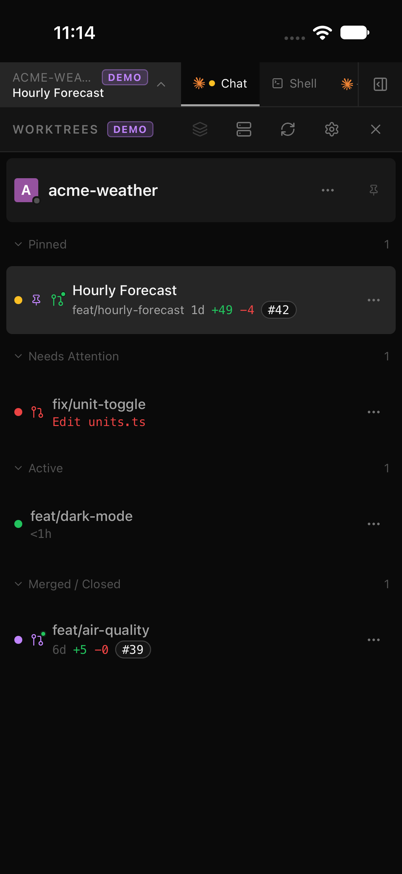 11:14
ACME-WEA... DEMO
Hourly Forecast
Chat
Shell
WORKTREES DEMO
A acme-weather
Pinned 1
Hourly Forecast
feat/hourly-forecast 1d +49 −4 #42
Needs Attention 1
fix/unit-toggle
Edit units.ts
Active 1
feat/dark-mode
<1h
Merged / Closed 1
feat/air-quality
6d +5 −0 #39